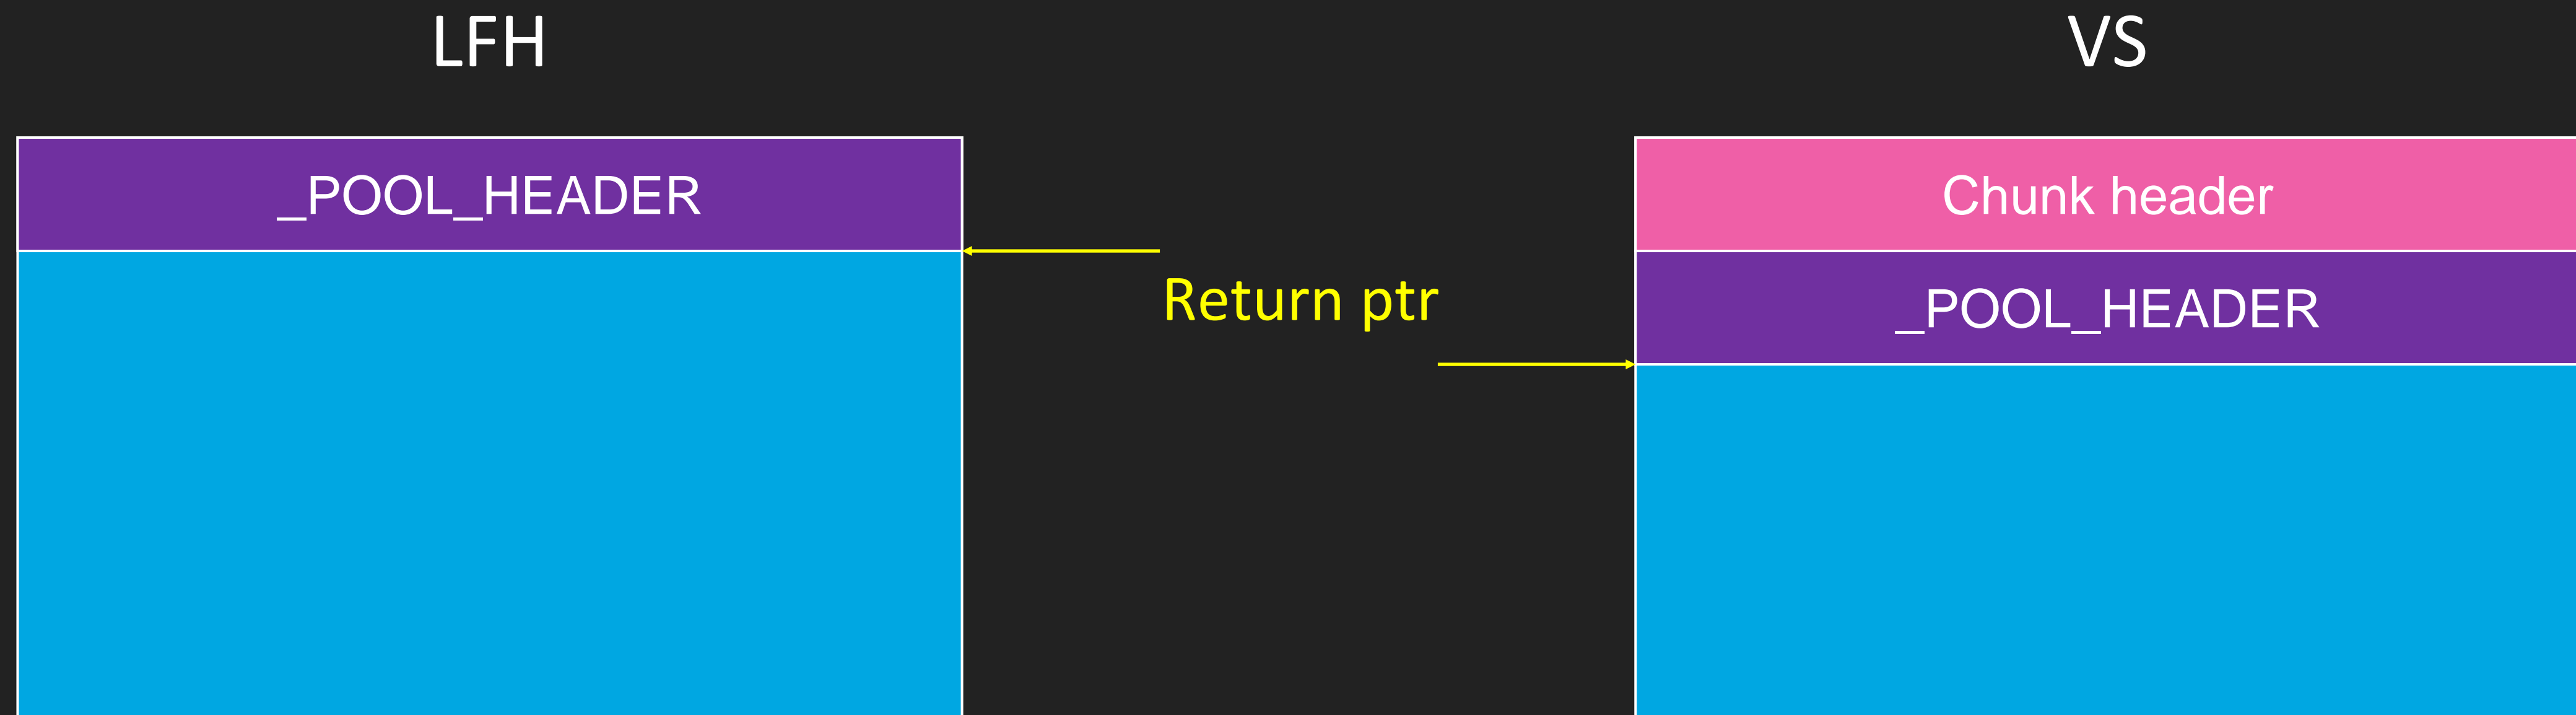 LFH
VS
_POOL_HEADER
Chunk header
Return ptr
_POOL_HEADER